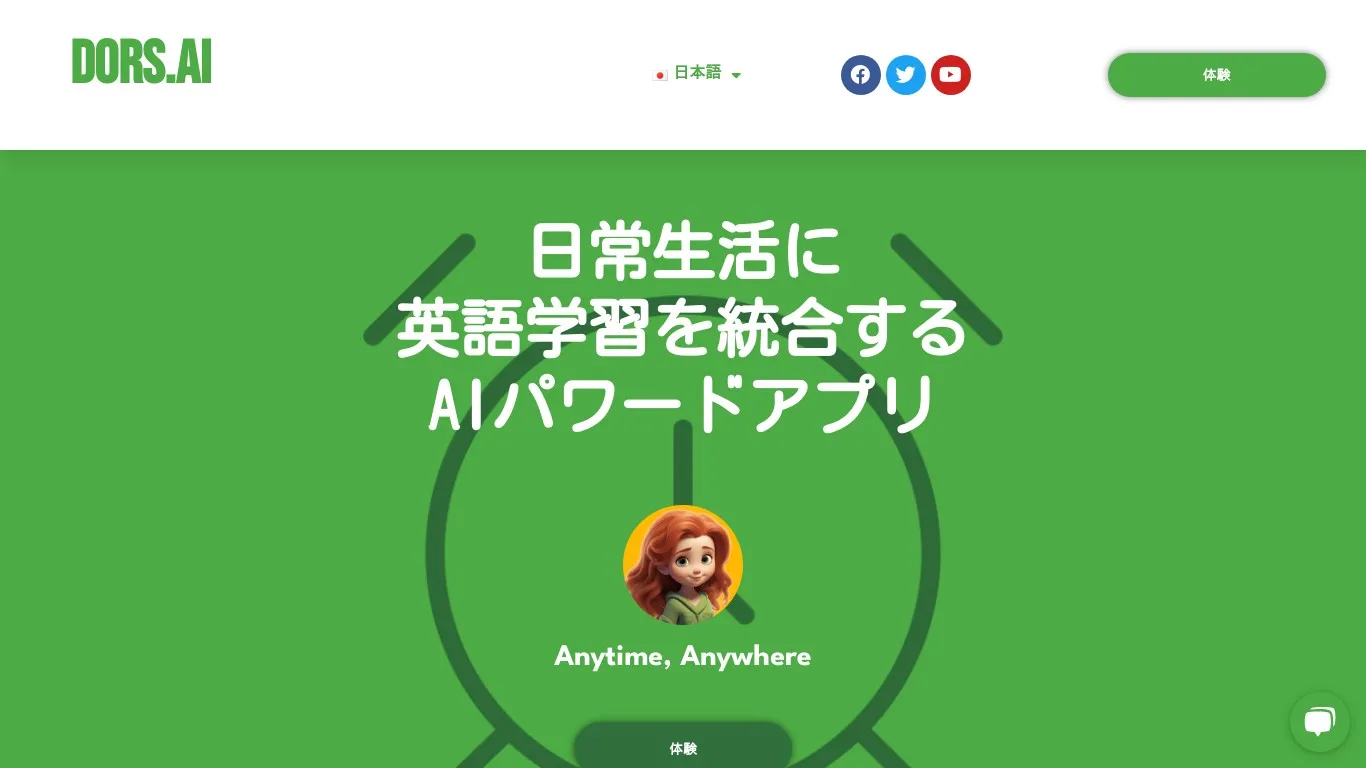 DORS.AI
日本語
体験
日常生活に
英語学習を統合する
AIパワードアプリ
Anytime, Anywhere
体験